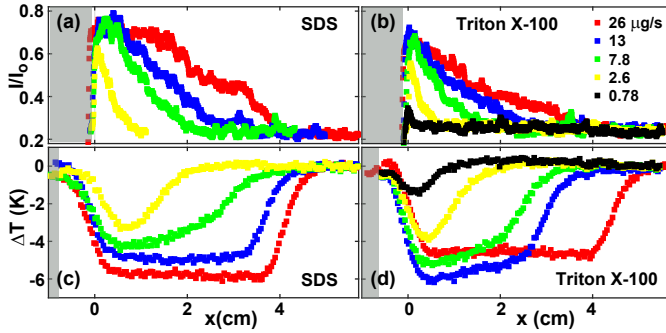 0.8
0.6
0.4
0.2
I/I₀
(a)
SDS
(b)
Triton X-100
26 μg/s
13
7.8
2.6
0.78
0
-2
-4
-6
ΔT (K)
(c)
SDS
(d)
Triton X-100
0 2 4
x(cm)
0 2 4
x(cm)